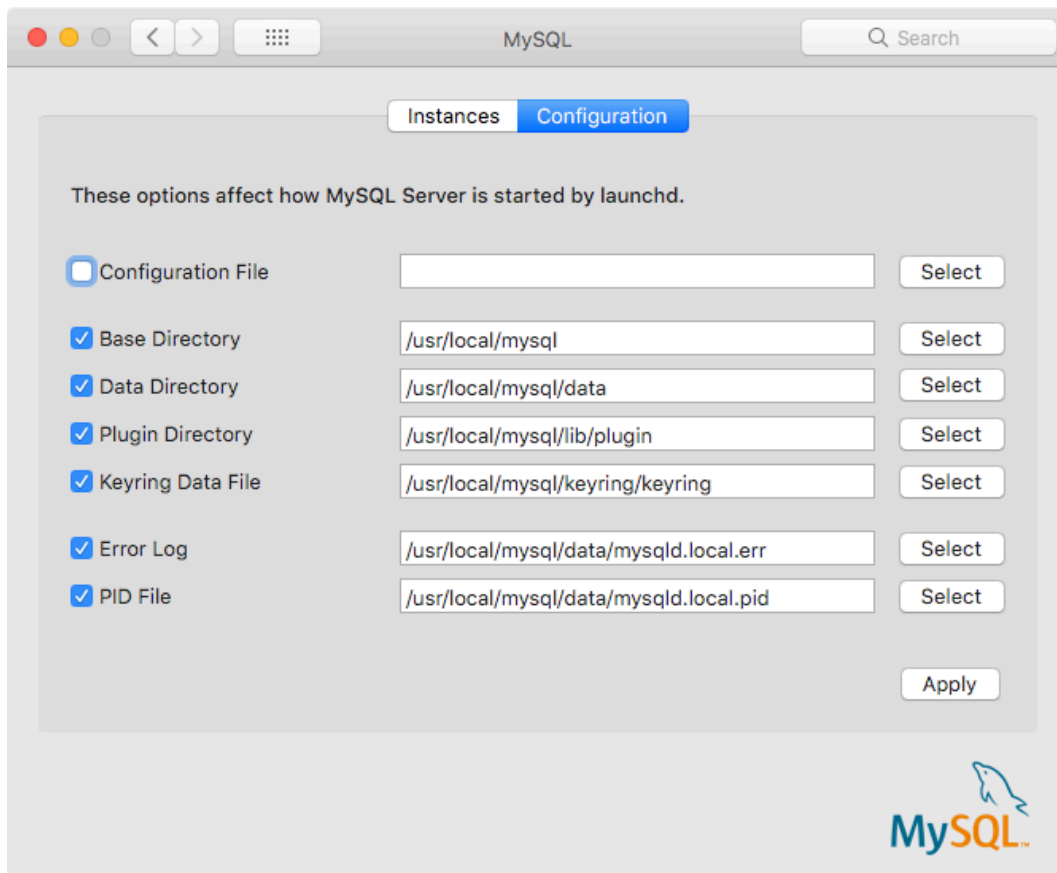 MySQL
Search
Instances Configuration
These options affect how MySQL Server is started by launchd.
Configuration File Select
Base Directory /usr/local/mysql Select
Data Directory /usr/local/mysql/data Select
Plugin Directory /usr/local/mysql/lib/plugin Select
Keyring Data File /usr/local/mysql/keyring/keyring Select
Error Log /usr/local/mysql/data/mysqld.local.err Select
PID File /usr/local/mysql/data/mysqld.local.pid Select
Apply
MySQL™